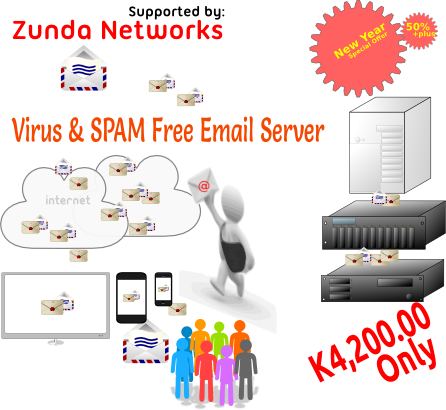 Supported by:
Zunda Networks
New Year
Special Offer
50%
+plus
Virus & SPAM Free Email Server
internet
@
K4,200.00
Only